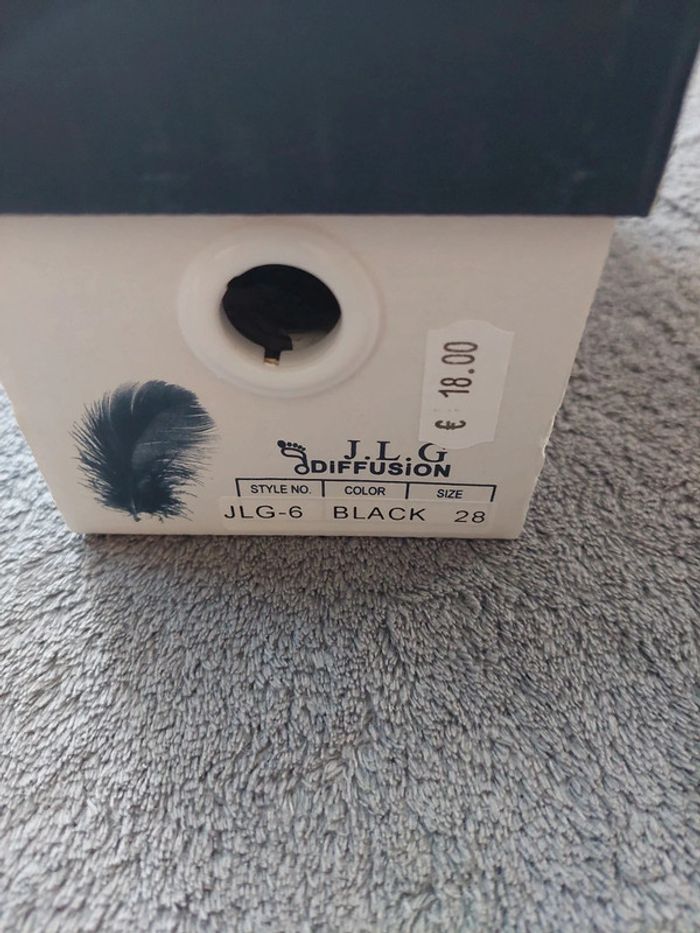 € 18.00
J.L.G
DiFFUSiON
STYLE NO. COLOR SIZE
JLG-6 BLACK 28